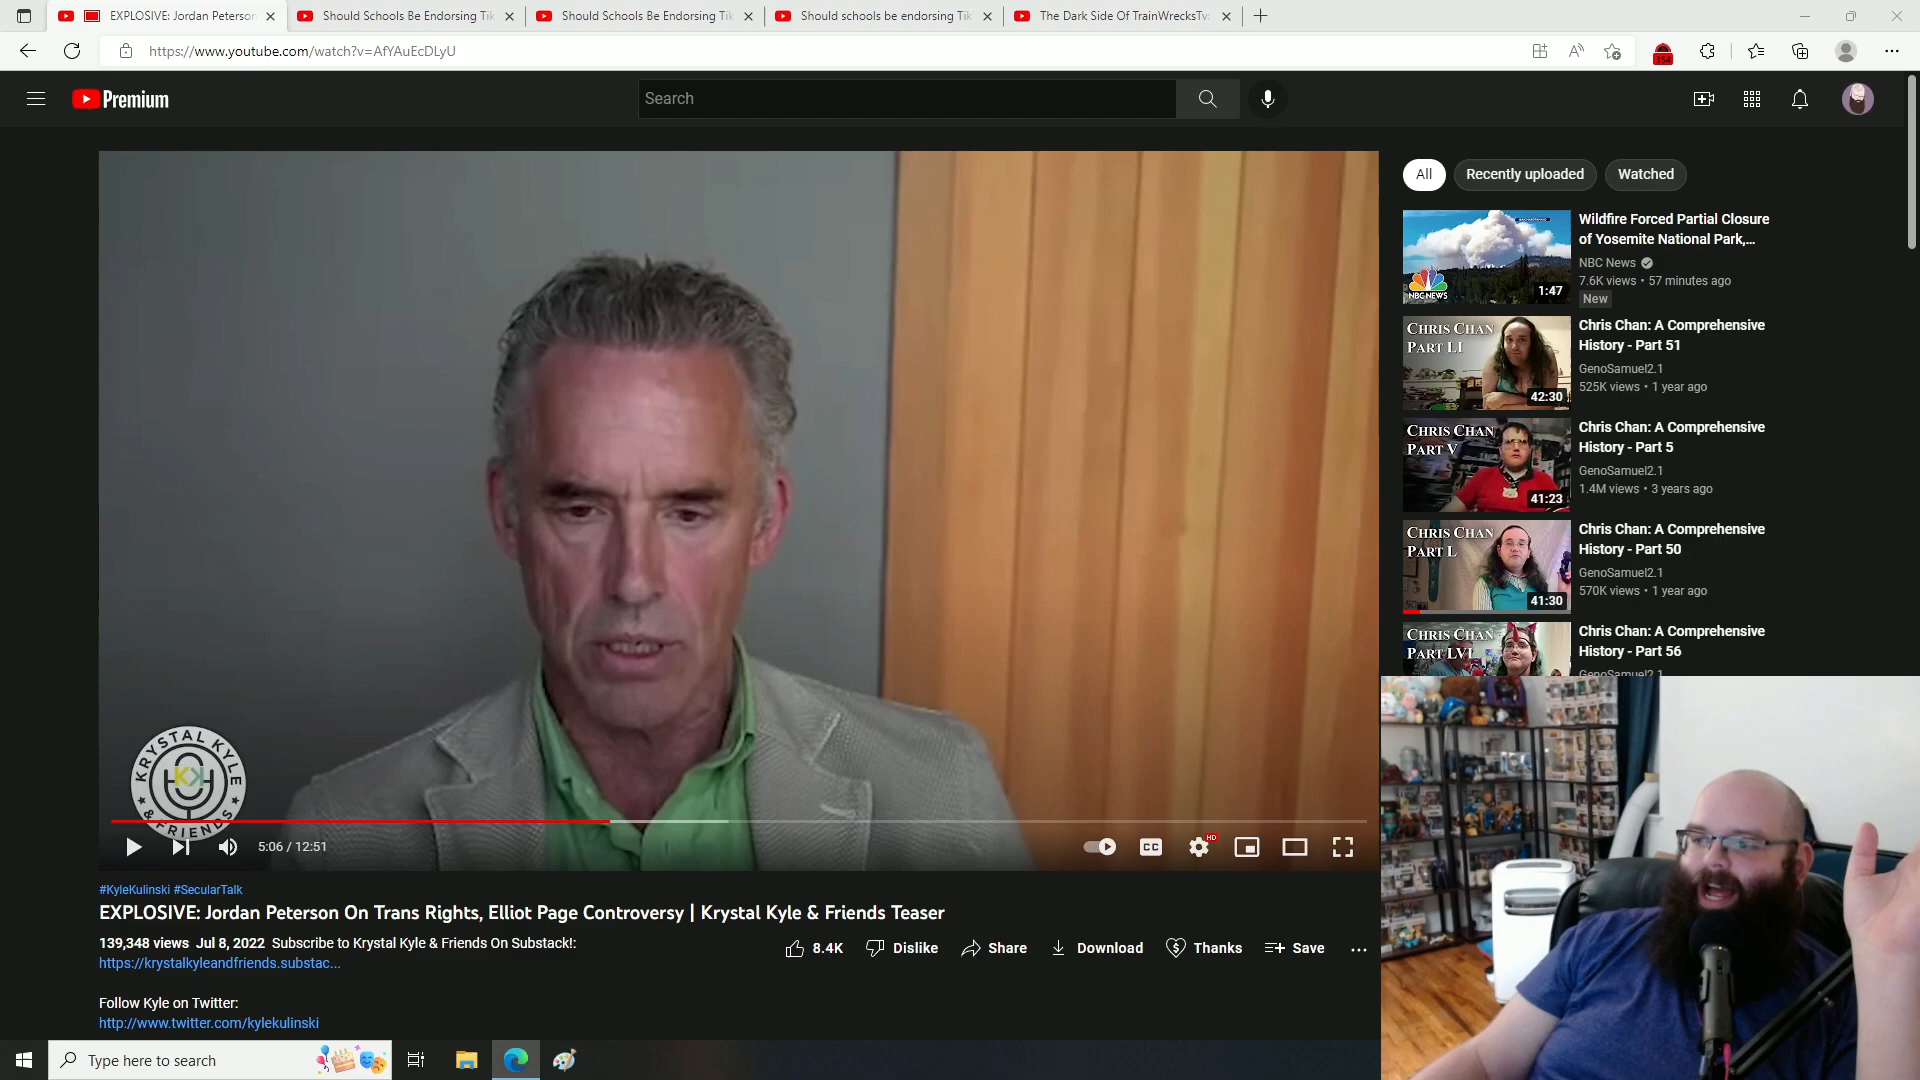 EXPLOSIVE: Jordan Peterson
Should Schools Be Endorsing Tik
Should Schools Be Endorsing Tik
Should schools be endorsing Tik
The Dark Side Of TrainWrecksTv:
https://www.youtube.com/watch?v=AfYAuEcDLyU
154
Premium
Search
All
Recently uploaded
Watched
NBC NEWS
1:47
Wildfire Forced Partial Closure
of Yosemite National Park,...
NBC News
7.6K views • 57 minutes ago
New
CHRIS CHAN
PART LI
42:30
Chris Chan: A Comprehensive
History - Part 51
GenoSamuel2.1
525K views • 1 year ago
CHRIS CHAN
PART V
41:23
Chris Chan: A Comprehensive
History - Part 5
GenoSamuel2.1
1.4M views • 3 years ago
CHRIS CHAN
PART L
41:30
Chris Chan: A Comprehensive
History - Part 50
GenoSamuel2.1
570K views • 1 year ago
CHRIS CHAN
PART LVI
Chris Chan: A Comprehensive
History - Part 56
GenoSamuel2.1
KRYSTAL KYLE
KK
& FRIENDS
5:06 / 12:51
CC
HD
#KyleKulinski #SecularTalk
EXPLOSIVE: Jordan Peterson On Trans Rights, Elliot Page Controversy | Krystal Kyle & Friends Teaser
139,348 views Jul 8, 2022 Subscribe to Krystal Kyle & Friends On Substack!:
https://krystalkyleandfriends.substac...
8.4K
Dislike
Share
Download
Thanks
Save
Follow Kyle on Twitter:
http://www.twitter.com/kylekulinski
Type here to search